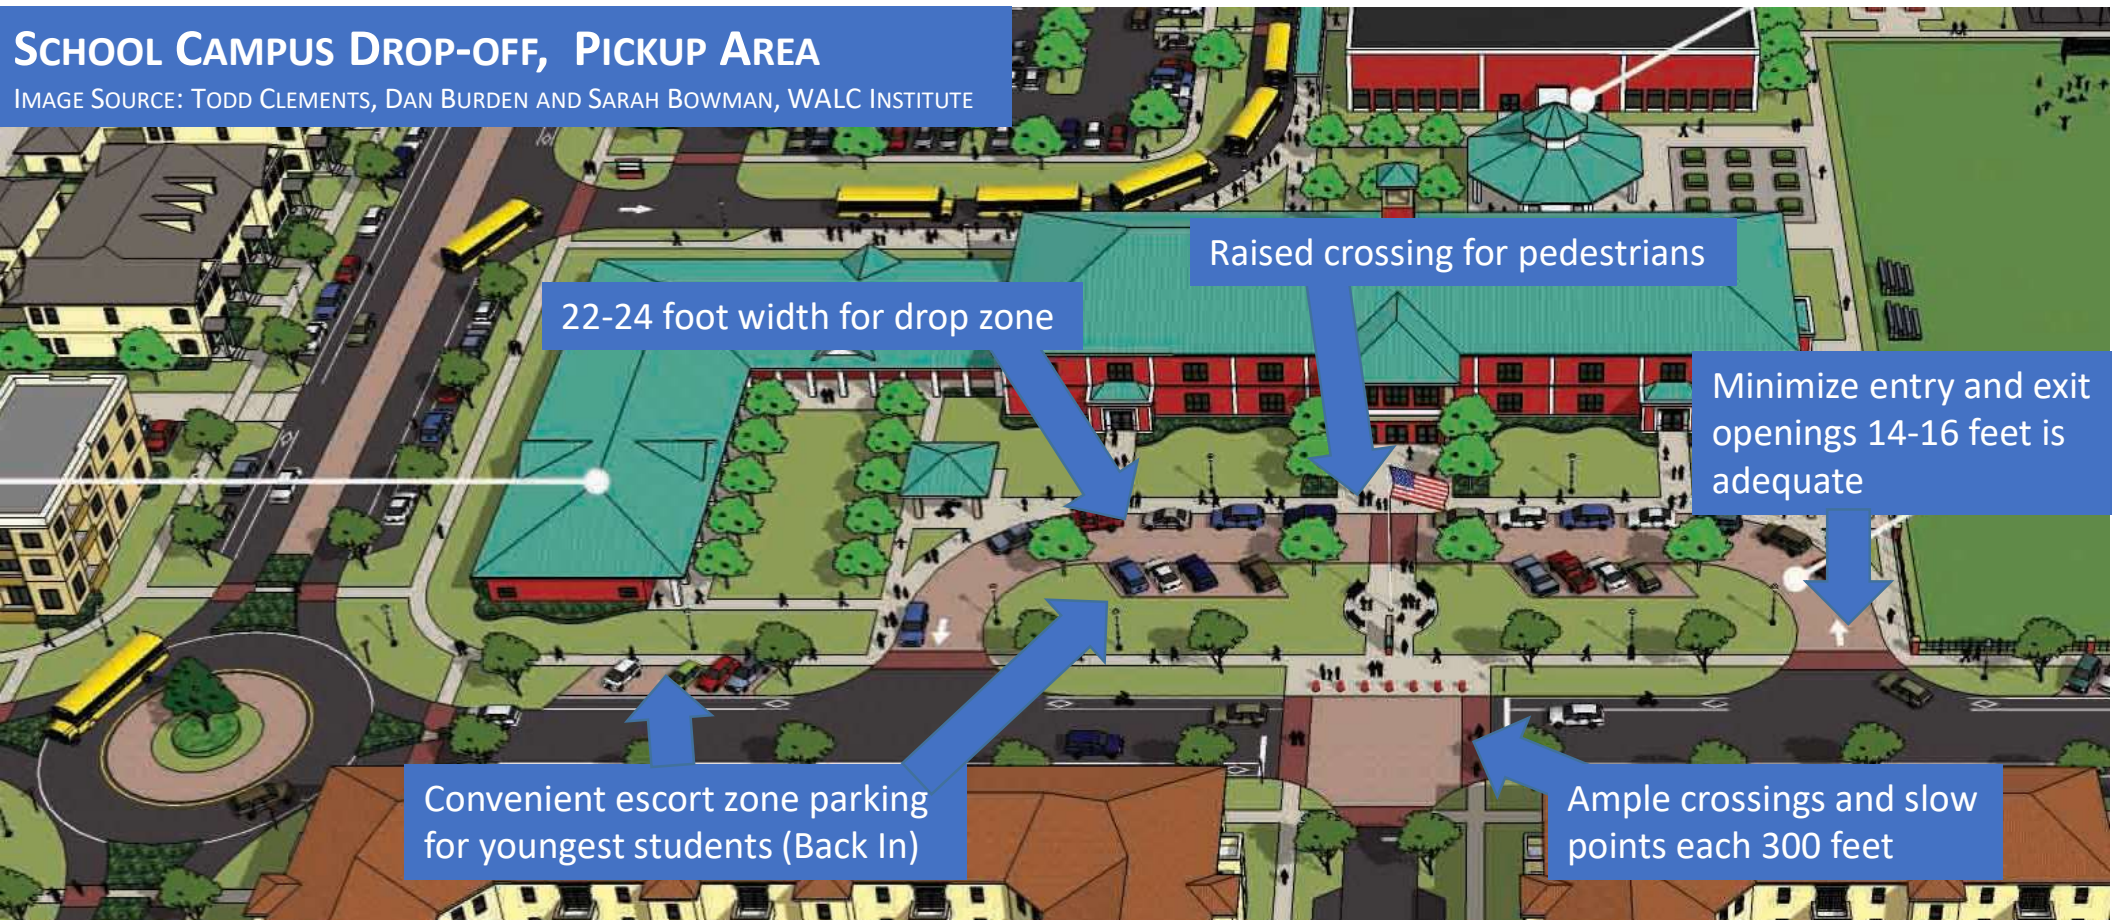 SCHOOL CAMPUS DROP-OFF, PICKUP AREA
IMAGE SOURCE: TODD CLEMENTS, DAN BURDEN AND SARAH BOWMAN, WALC INSTITUTE
Raised crossing for pedestrians
22-24 foot width for drop zone
Minimize entry and exit
openings 14-16 feet is
adequate
Convenient escort zone parking
for youngest students (Back In)
Ample crossings and slow
points each 300 feet